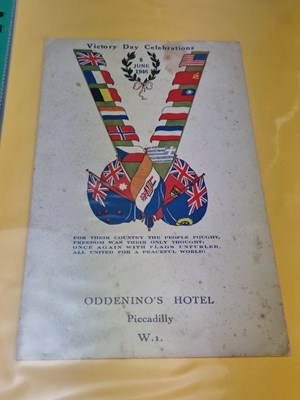 Victory Day Celebrations
8
JUNE
1946
FOR THEIR COUNTRY THE PEOPLE FOUGHT,
FREEDOM WAS THEIR ONLY THOUGHT;
ONCE AGAIN WITH FLAGS UNFURLED,
ALL UNITED FOR A PEACEFUL WORLD!
ODDENINO'S HOTEL
Piccadilly
W.1.